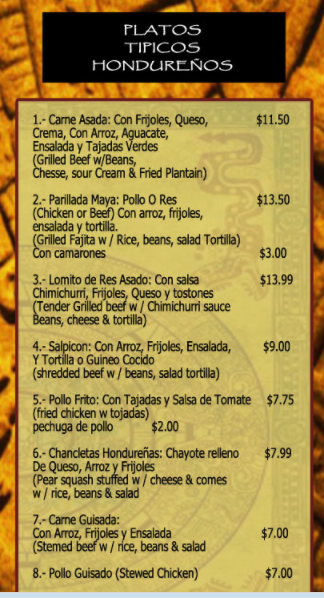 PLATOS
TIPICOS
HONDUREÑOS
1.- Carne Asada: Con Frijoles, Queso, $11.50
Crema, Con Arroz, Aguacate,
Ensalada y Tajadas Verdes
(Grilled Beef w/Beans,
Chesse, sour Cream & Fried Plantain)
2.- Parillada Maya: Pollo O Res $13.50
(Chicken or Beef) Con arroz, frijoles,
ensalada y tortilla.
(Grilled Fajita w / Rice, beans, salad Tortilla)
Con camarones $3.00
3.- Lomito de Res Asado: Con salsa $13.99
Chimichurri, Frijoles, Queso y tostones
(Tender Grilled beef w / Chimichurri sauce
Beans, cheese & tortilla)
4.- Salpicon: Con Arroz, Frijoles, Ensalada, $9.00
Y Tortilla o Guineo Cocido
(shredded beef w / beans, salad tortilla)
5.- Pollo Frito: Con Tajadas y Salsa de Tomate $7.75
(fried chicken w tojadas)
pechuga de pollo $2.00
6.- Chancletas Hondureñas: Chayote relleno $7.99
De Queso, Arroz y Frijoles
(Pear squash stuffed w / cheese & comes
w / rice, beans & salad
7.- Carne Guisada:
Con Arroz, Frijoles y Ensalada $7.00
(Stemed beef w / rice, beans & salad
8.- Pollo Guisado (Stewed Chicken) $7.00